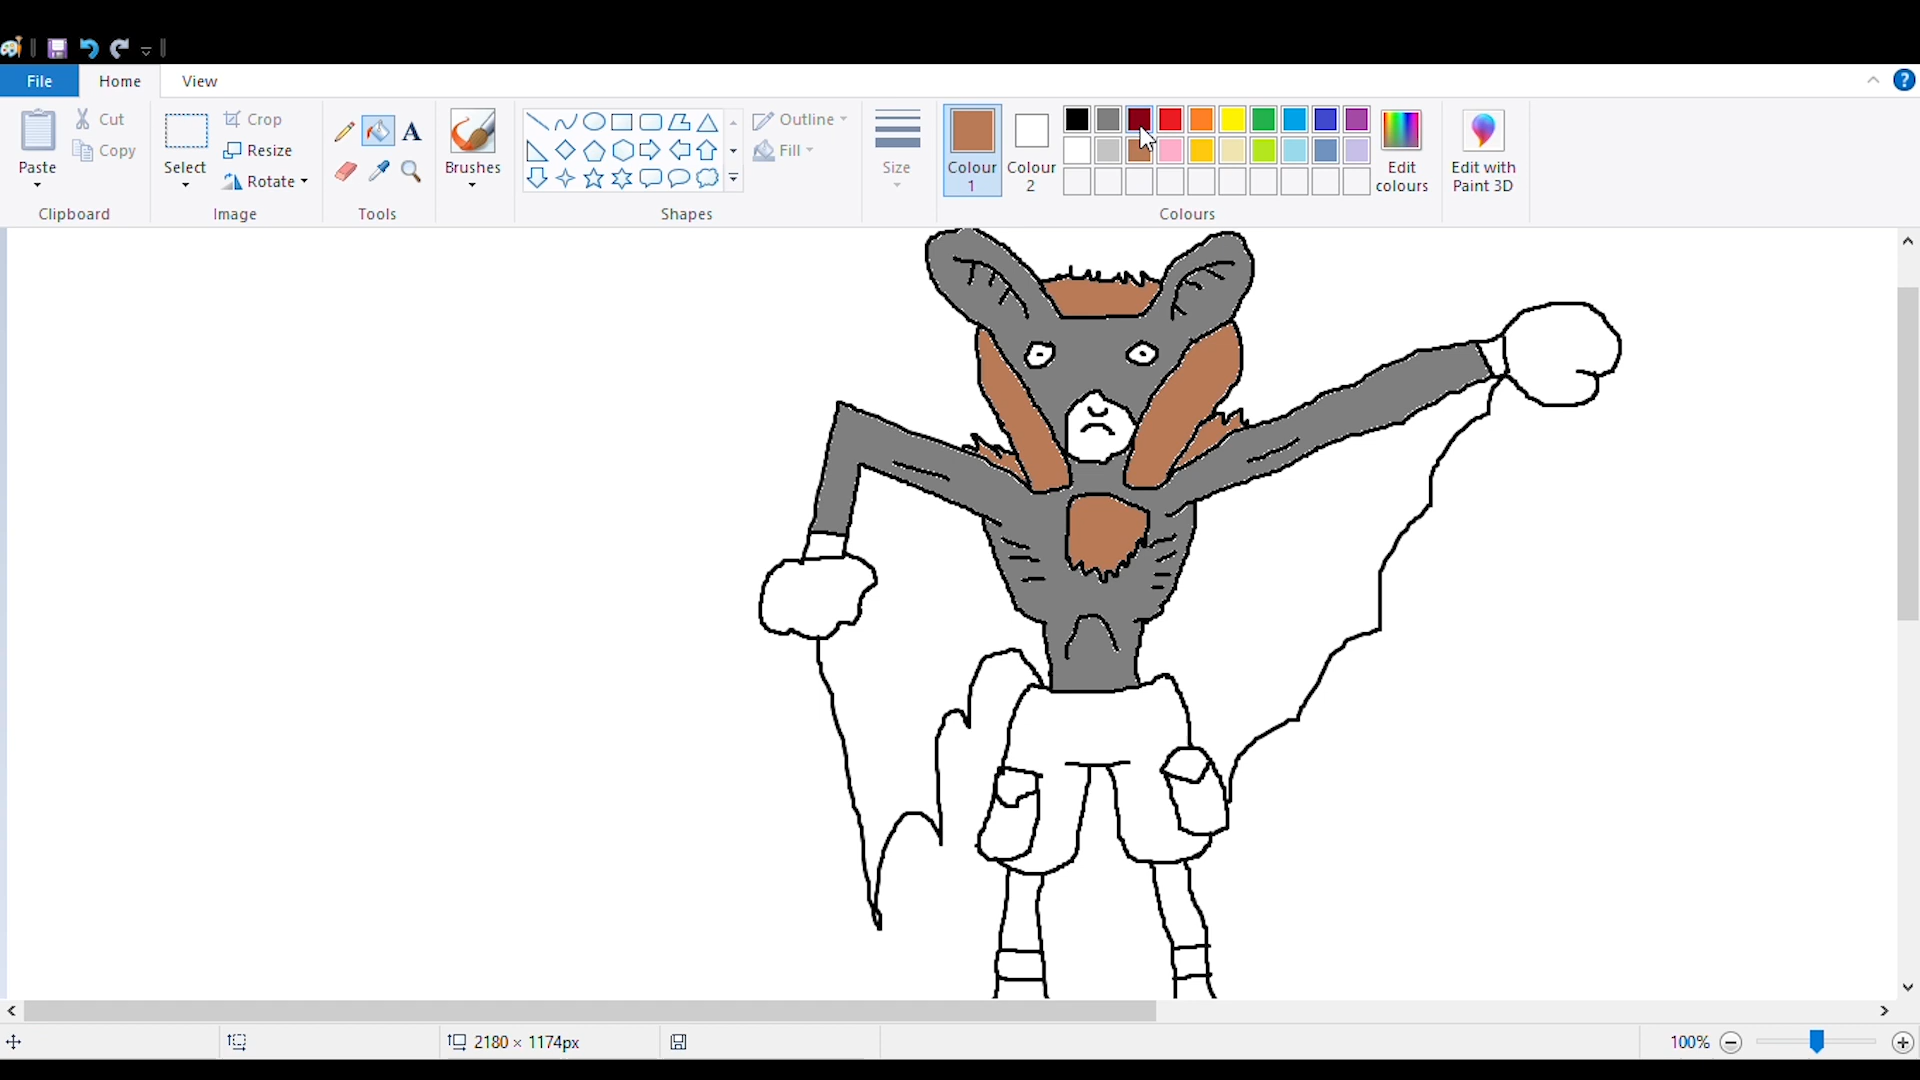 File Home View
Cut
Copy
Paste
Clipboard
Select
Crop
Resize
Rotate
Image
A
Tools
Brushes
Shapes
Outline
Fill
Size
Colour
1
Colour
2
Colours
Edit
colours
Edit with
Paint 3D
?
2180 × 1174px
100%